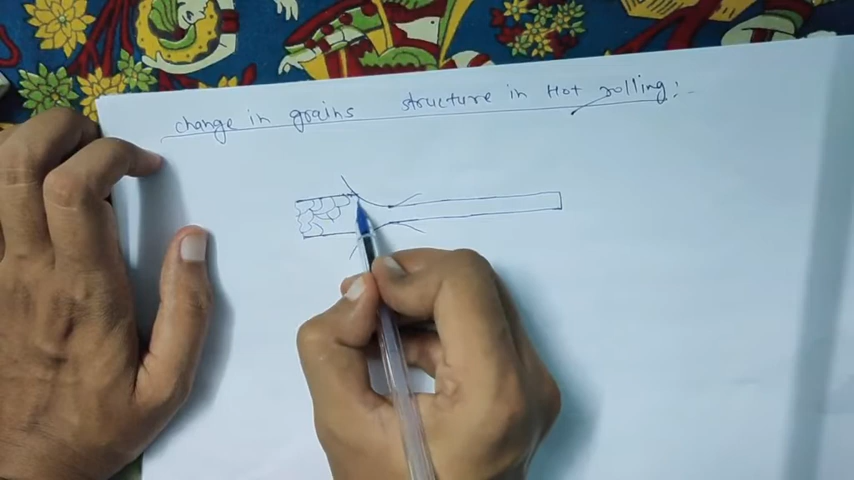 change in grains structure in Hot rolling :-